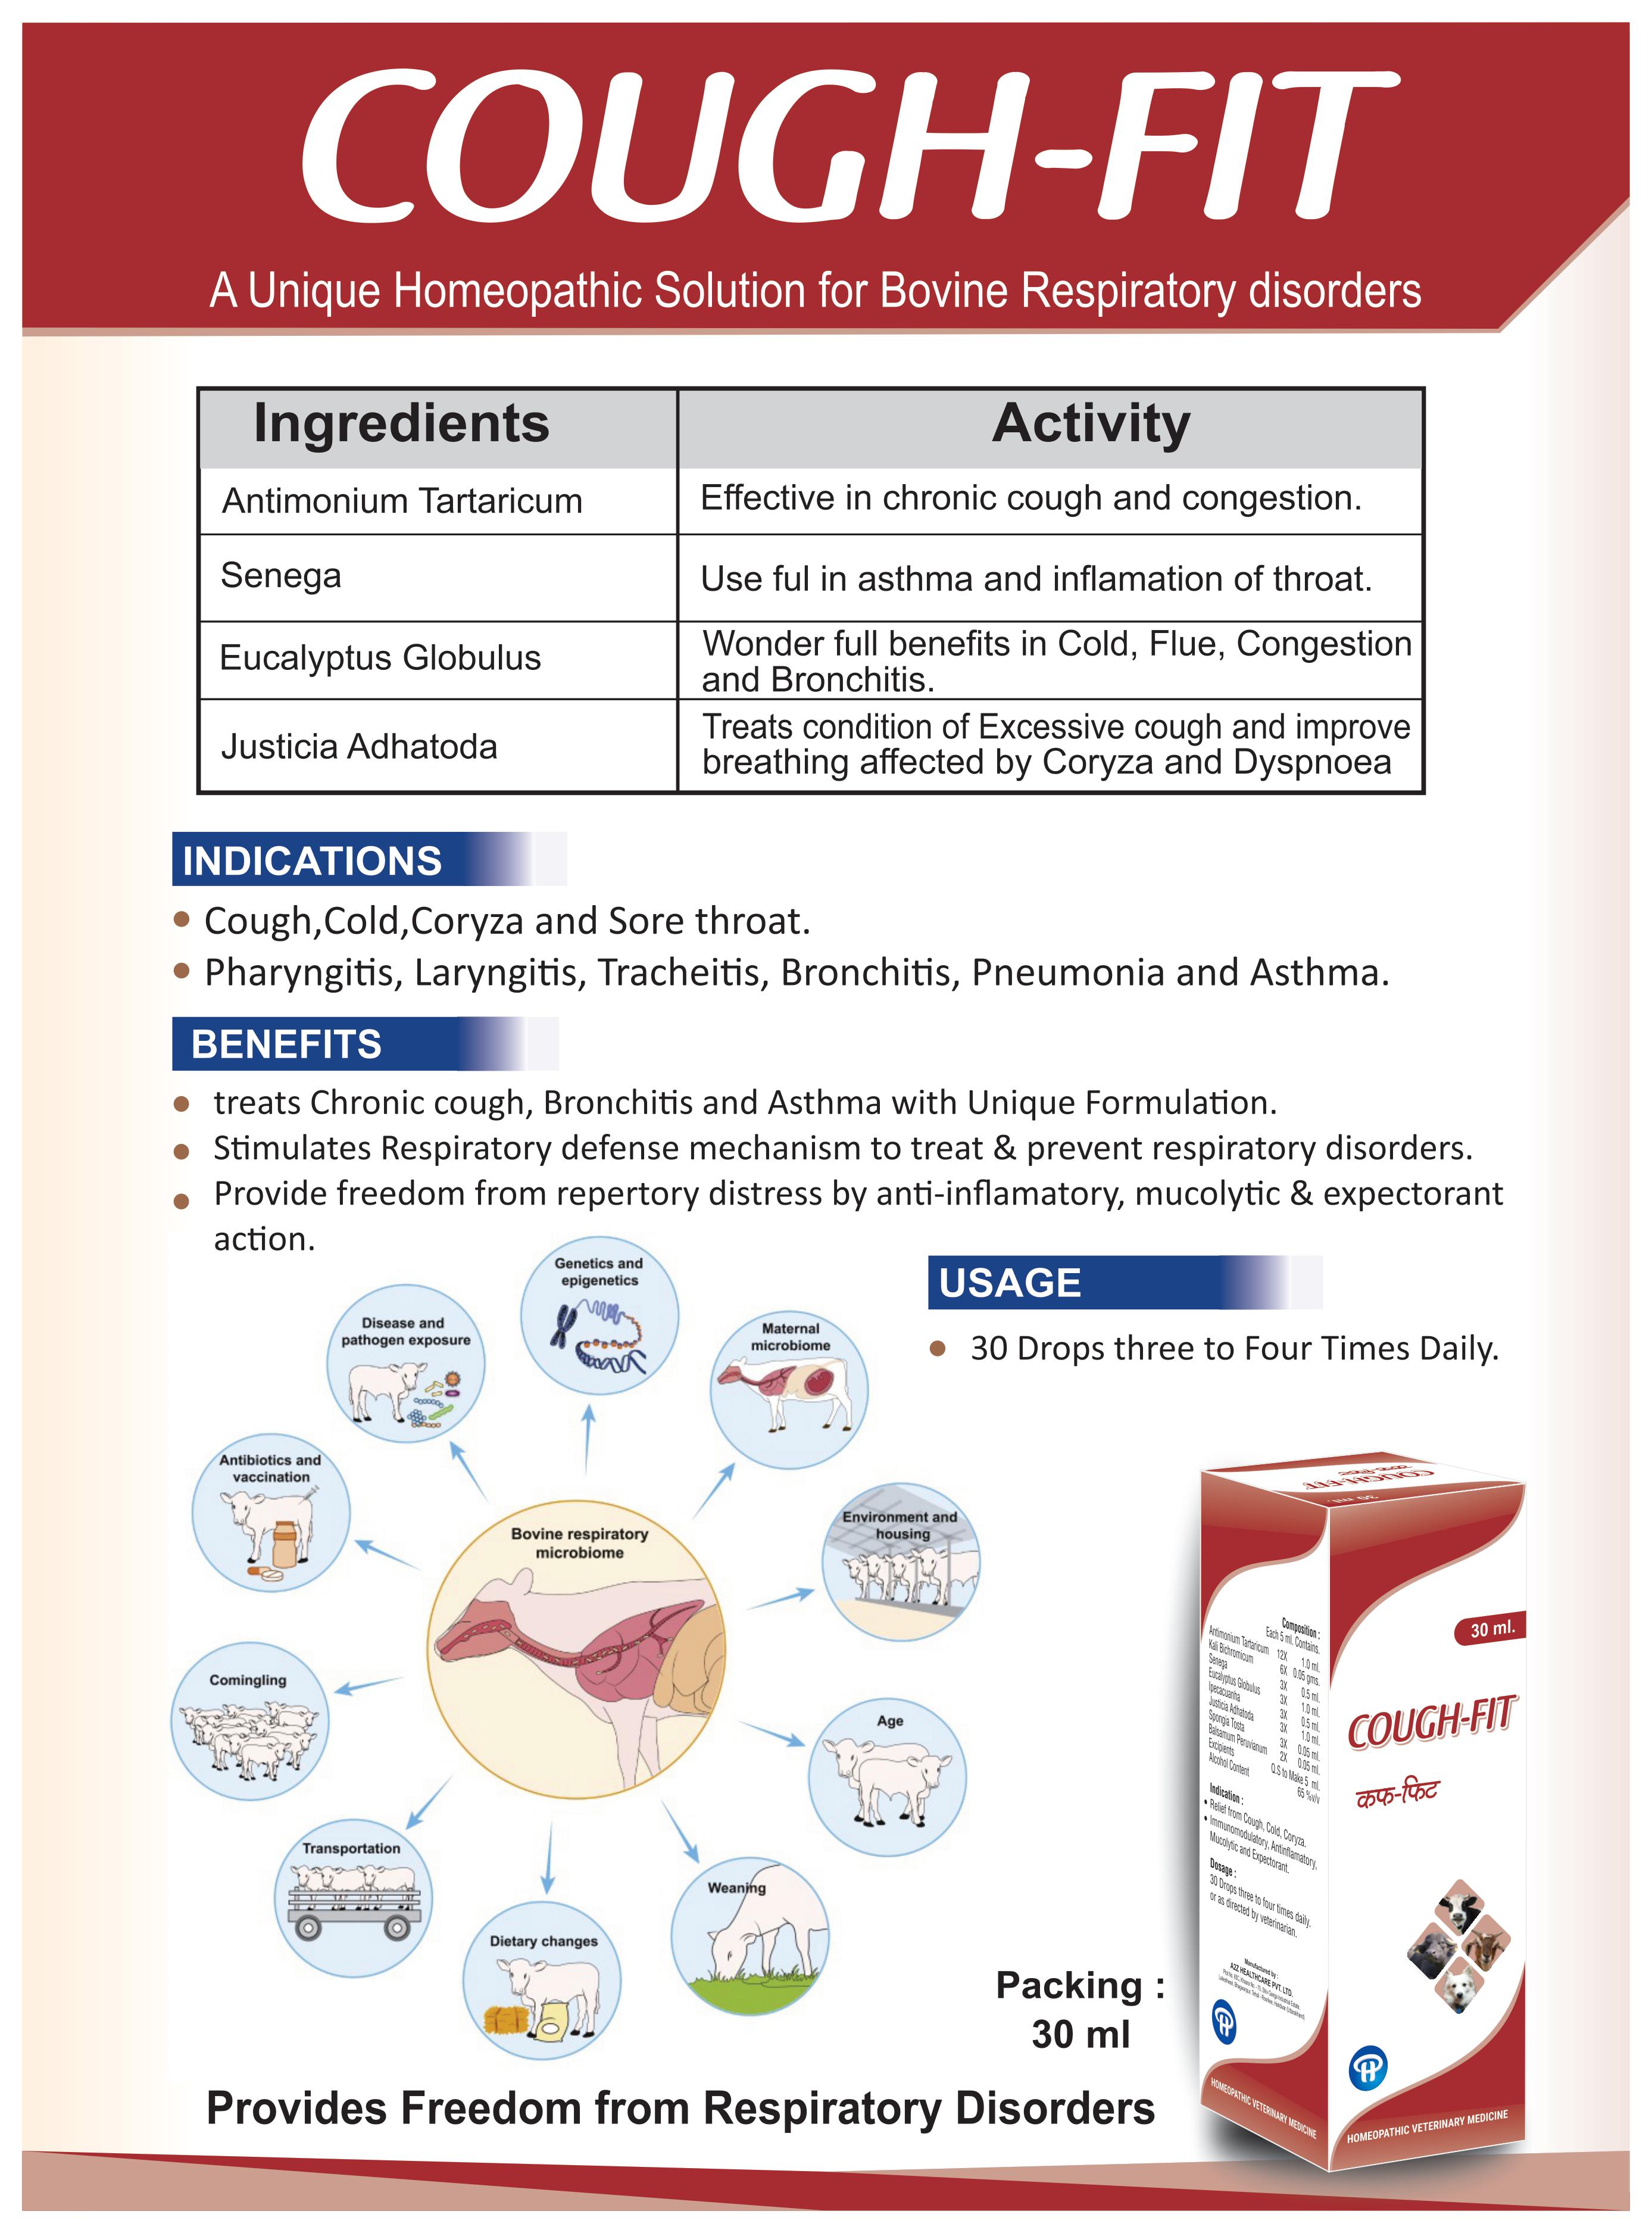 COUGH-FIT
A Unique Homeopathic Solution for Bovine Respiratory disorders
Ingredients
Activity
Antimonium Tartaricum
Effective in chronic cough and congestion.
Senega
Use ful in asthma and inflamation of throat.
Eucalyptus Globulus
Wonder full benefits in Cold, Flue, Congestion
and Bronchitis.
Justicia Adhatoda
Treats condition of Excessive cough and improve
breathing affected by Coryza and Dyspnoea
INDICATIONS
• Cough,Cold,Coryza and Sore throat.
• Pharyngitis, Laryngitis, Tracheitis, Bronchitis, Pneumonia and Asthma.
BENEFITS
• treats Chronic cough, Bronchitis and Asthma with Unique Formulation.
• Stimulates Respiratory defense mechanism to treat & prevent respiratory disorders.
• Provide freedom from repertory distress by anti-inflamatory, mucolytic & expectorant
action.
USAGE
• 30 Drops three to Four Times Daily.
Genetics and
epigenetics
Disease and
pathogen exposure
Maternal
microbiome
Antibiotics and
vaccination
Environment and
housing
Bovine respiratory
microbiome
Comingling
Age
Transportation
Weaning
Dietary changes
Packing :
30 ml
Provides Freedom from Respiratory Disorders
COUGH-FIT
कफ-फिट
30 ml.
Composition :
Each 5 ml. Contains.
Antimonium Tartaricum 12X 1.0 ml.
Kali Bichromicum 6X 0.05 gms.
Senega 3X 0.5 ml.
Eucalyptus Globulus 3X 1.0 ml.
Ipecacuanha 3X 0.5 ml.
Justicia Adhatoda 3X 1.0 ml.
Spongia Tosta 3X 0.05 ml.
Balsamum Peruvianum 2X 0.05 ml.
Excipients Q.S to Make 5 ml.
Alcohol Content 65 %v/v
Indication :
• Relief from Cough, Cold, Coryza.
• Immunomodulatory, Antinflamatory,
Mucolytic and Expectorant.
Dosage :
30 Drops three to four times daily.
or as directed by veterinarian.
Manufactured by :
A2Z HEALTHCARE PVT. LTD.
HOMEOPATHIC VETERINARY MEDICINE
30 ml.
COUGH-FIT
कफ-फिट
HOMEOPATHIC VETERINARY MEDICINE